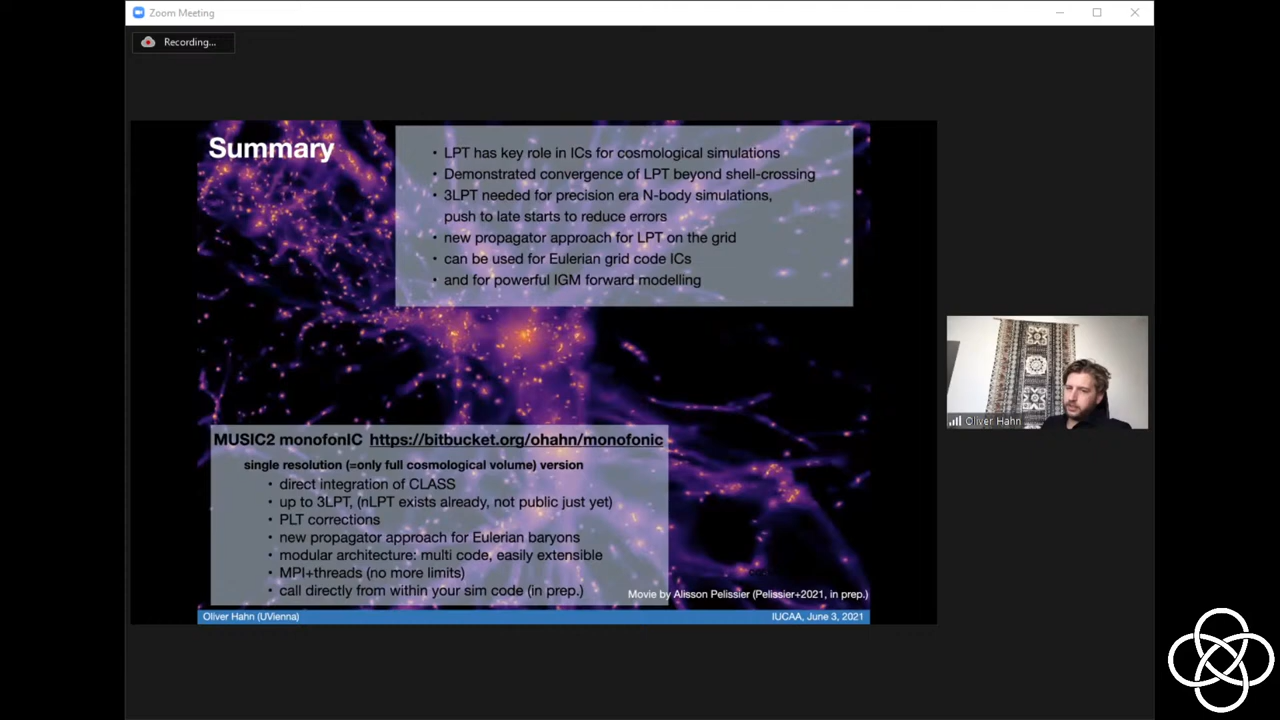 Zoom Meeting
Recording...
Summary
• LPT has key role in ICs for cosmological simulations
• Demonstrated convergence of LPT beyond shell-crossing
• 3LPT needed for precision era N-body simulations,
push to late starts to reduce errors
• new propagator approach for LPT on the grid
• can be used for Eulerian grid code ICs
• and for powerful IGM forward modelling
Oliver Hahn
MUSIC2 monofonIC https://bitbucket.org/ohahn/monofonic
single resolution (=only full cosmological volume) version
• direct integration of CLASS
• up to 3LPT, (nLPT exists already, not public just yet)
• PLT corrections
• new propagator approach for Eulerian baryons
• modular architecture: multi code, easily extensible
• MPI+threads (no more limits)
• call directly from within your sim code (in prep.)
Movie by Alisson Pelissier (Pelissier+2021, in prep.)
Oliver Hahn (UVienna)
IUCAA, June 3, 2021